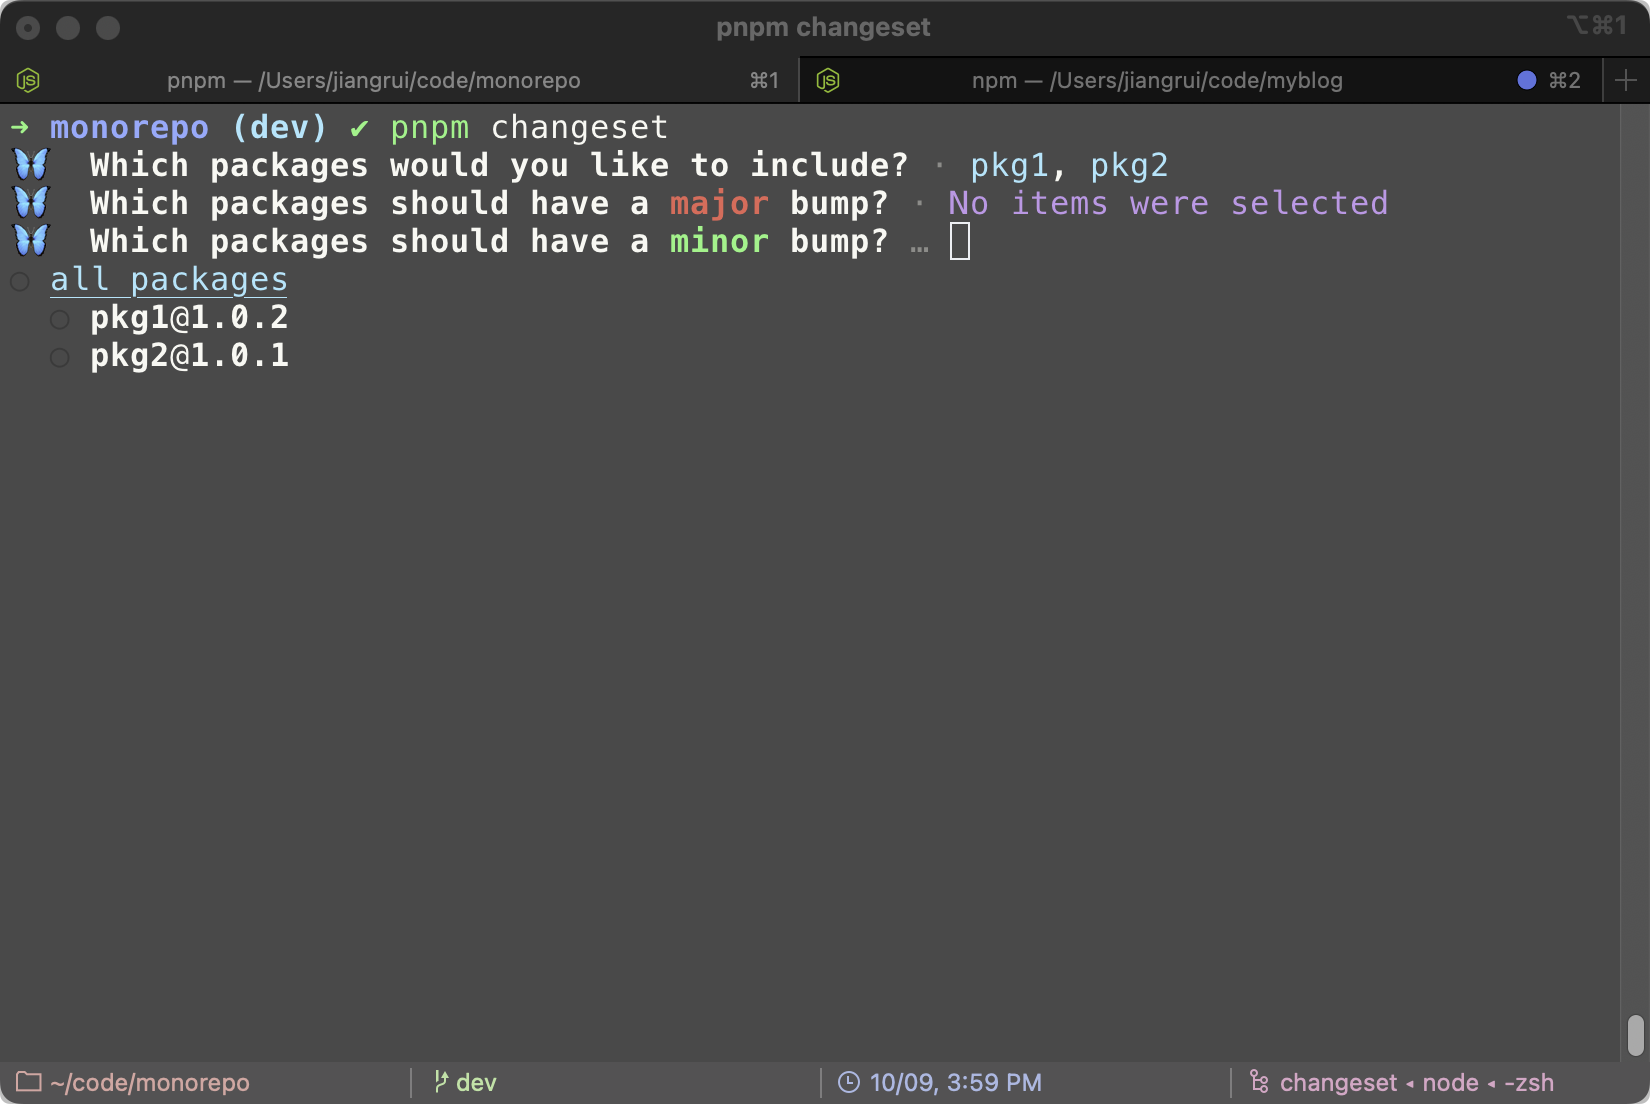 pnpm changeset ⌥⌘1
pnpm — /Users/jiangrui/code/monorepo ⌘1 npm — /Users/jiangrui/code/myblog ⌘2
➜ monorepo (dev) ✔ pnpm changeset
🦋 Which packages would you like to include? · pkg1, pkg2
🦋 Which packages should have a major bump? · No items were selected
🦋 Which packages should have a minor bump? …
○ all packages
○ pkg1@1.0.2
○ pkg2@1.0.1
~/code/monorepo dev 10/09, 3:59 PM changeset ◂ node ◂ -zsh